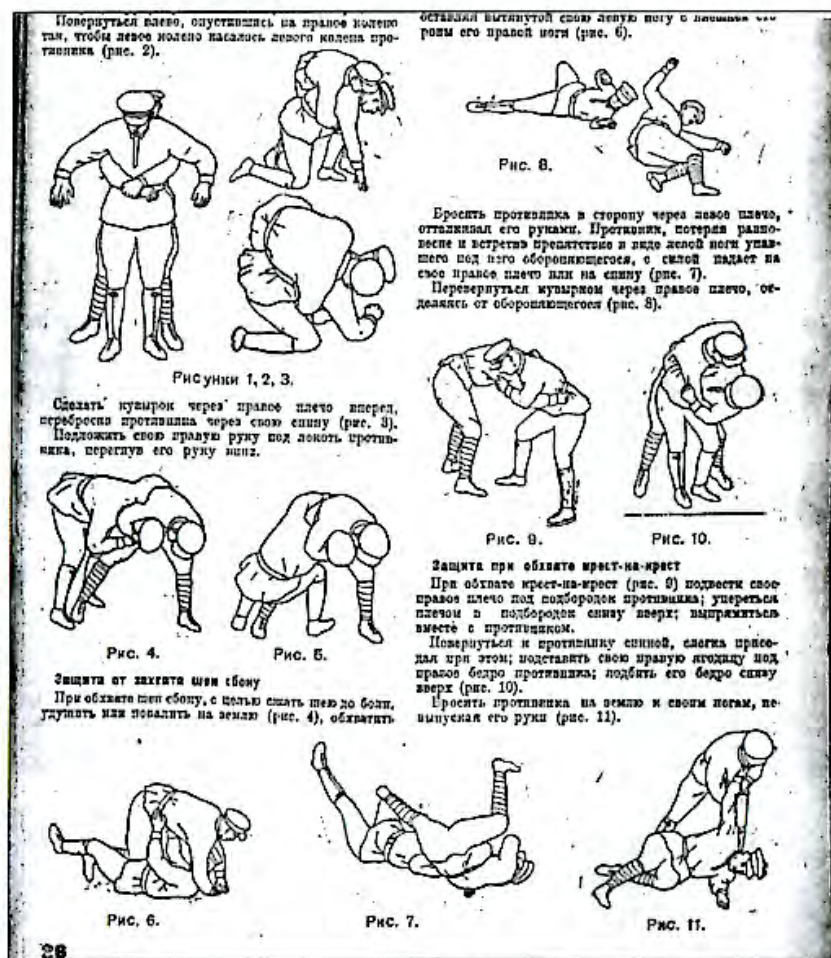 Повернуться влево, опустившись на правое колено
так, чтобы левое колено касалось левого колена про-
тивника (рис. 2).
Рисунки 1, 2, 3.
Сделать кувырок через правое плечо вперед,
перебросив противника через свою спину (рис. 3).
Подложить свою правую руку под локоть против-
ника, перегнув его руку вниз.
Рис. 4.
Рис. 5.
Защита от захвата шеи сбоку
При обхвате шеи сбоку, с целью сжать шею до боли,
удушить или повалить на землю (рис. 4), обхватить
Рис. 6.
26
оставляя вытянутой свою левую ногу с внешней сто-
роны его правой ноги (рис. 6).
Рис. 8.
Бросить противника в сторону через левое плечо,
отталкивая его руками. Противник, потеряв равно-
весие и встретив препятствие в виде левой ноги упав-
шего под него обороняющегося, с силой падает на
свое правое плечо или на спину (рис. 7).
Перевернуться кувырком через правое плечо, от-
деляясь от обороняющегося (рис. 8).
Рис. 9.
Рис. 10.
Защита при обхвате крест-на-крест
При обхвате крест-на-крест (рис. 9) подвести свое
правое плечо под подбородок противника; упереться
плечом в подбородок снизу вверх; выпрямиться
вместе с противником.
Повернуться к противнику спиной, слегка присе-
дая при этом; подставить свою правую ягодицу под
правое бедро противника; подбить его бедро снизу
вверх (рис. 10).
Бросить противника на землю к своим ногам, не
выпуская его руки (рис. 11).
Рис. 7.
Рис. 11.